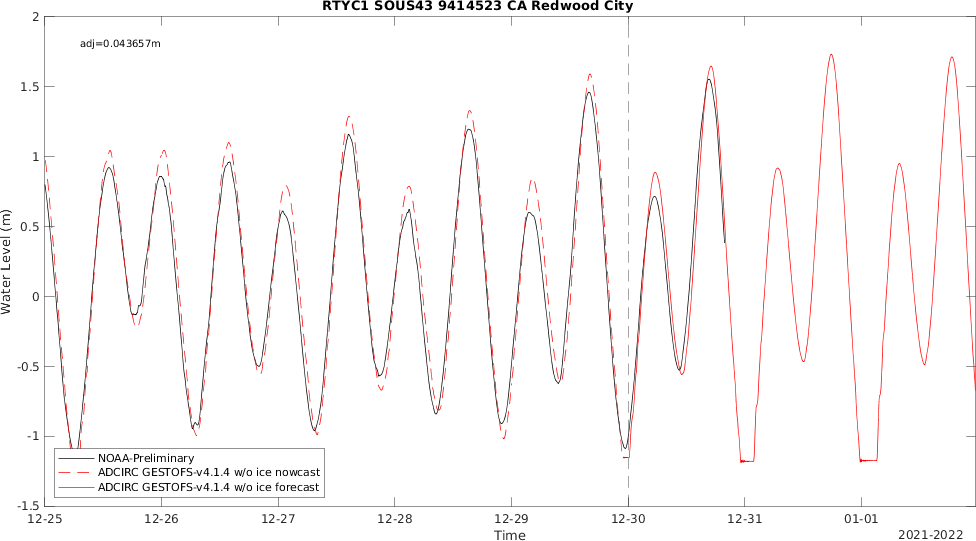 RTYC1 SOUS43 9414523 CA Redwood City
adj=0.043657m
Water Level (m)
2
1.5
1
0.5
0
-0.5
-1
-1.5
NOAA-Preliminary
ADCIRC GESTOFS-v4.1.4 w/o ice nowcast
ADCIRC GESTOFS-v4.1.4 w/o ice forecast
12-25 12-26 12-27 12-28 12-29 12-30 12-31 01-01
Time
2021-2022